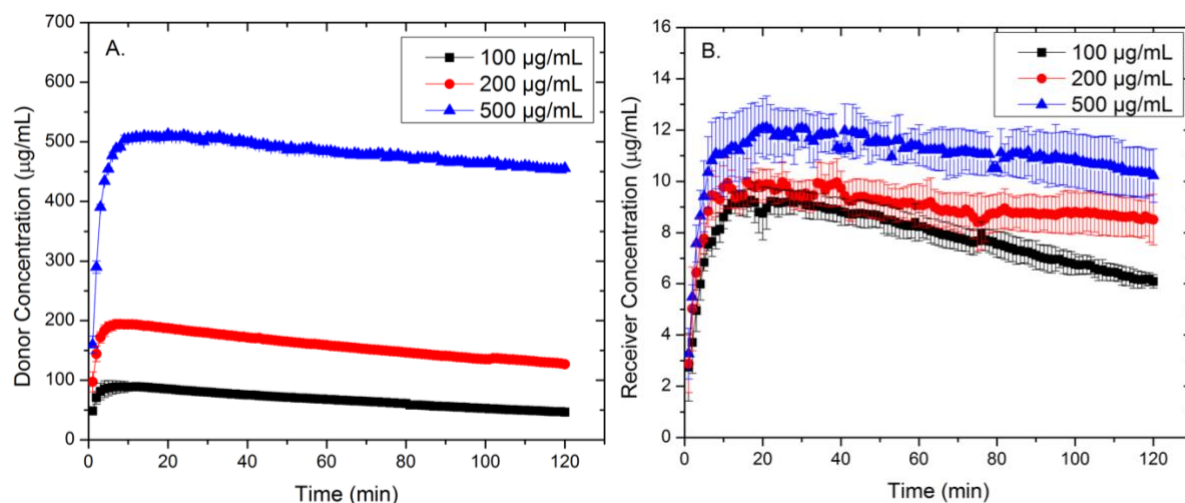 A.
100 µg/mL
200 µg/mL
500 µg/mL
Donor Concentration (µg/mL)
700
600
500
400
300
200
100
0
0 20 40 60 80 100 120
Time (min)
B.
100 µg/mL
200 µg/mL
500 µg/mL
Receiver Concentration (µg/mL)
16
14
12
10
8
6
4
2
0
0 20 40 60 80 100 120
Time (min)